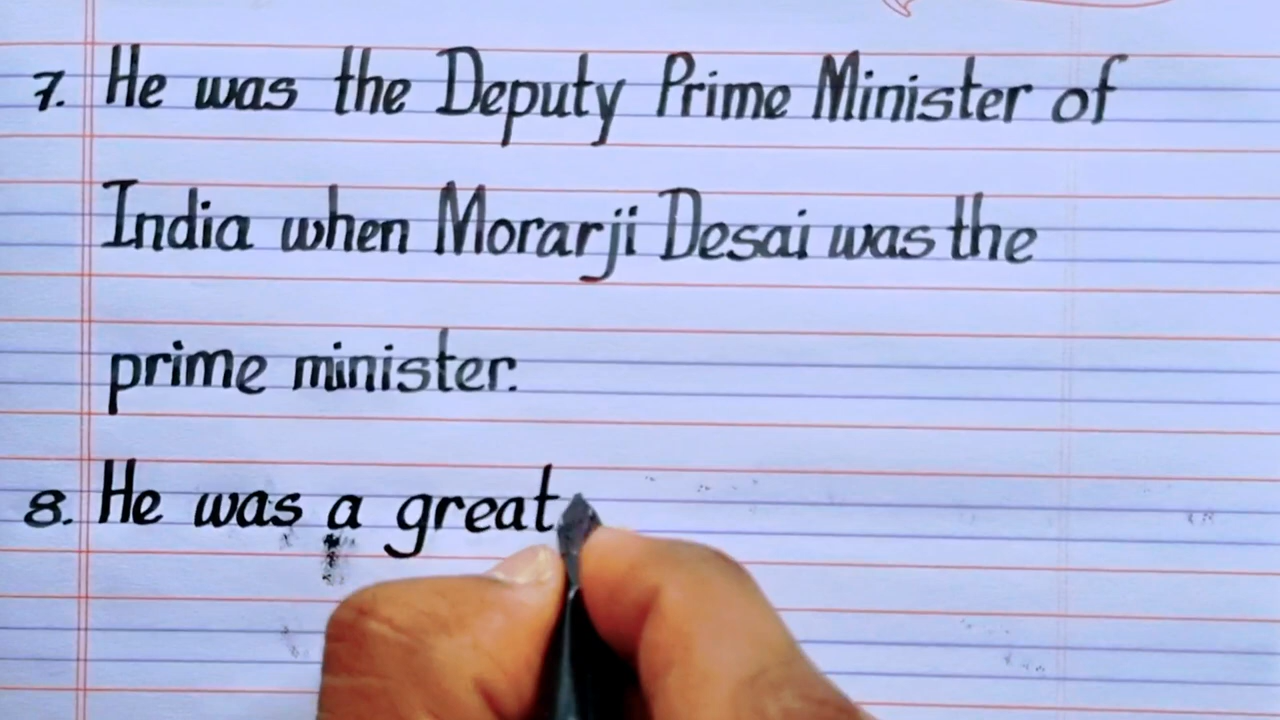 7. He was the Deputy Prime Minister of
India when Morarji Desai was the
prime minister.
8. He was a great